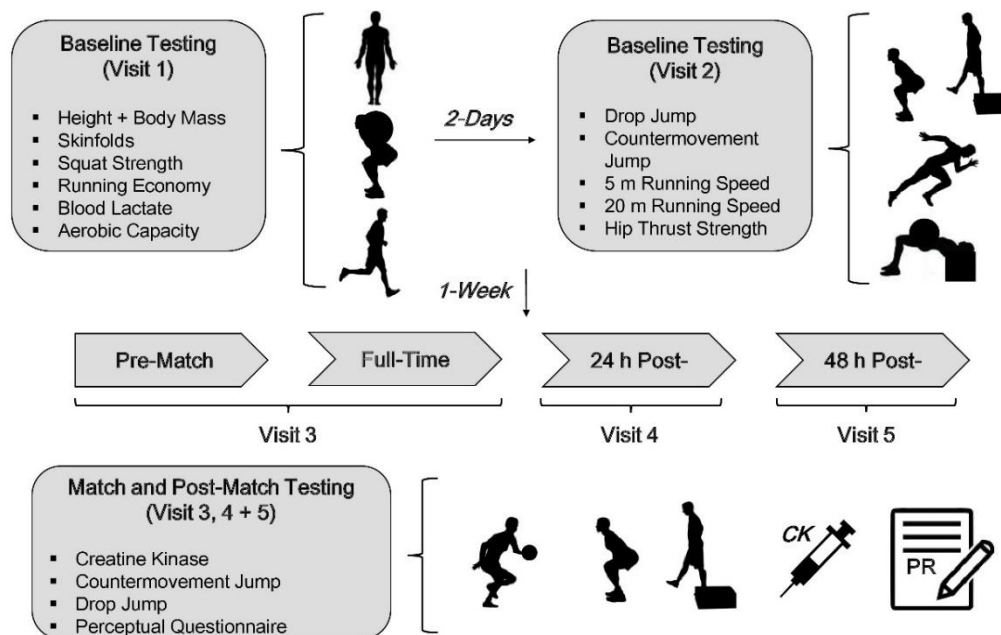 Baseline Testing
(Visit 1)
▪ Height + Body Mass
▪ Skinfolds
▪ Squat Strength
▪ Running Economy
▪ Blood Lactate
▪ Aerobic Capacity
2-Days
Baseline Testing
(Visit 2)
▪ Drop Jump
▪ Countermovement
Jump
▪ 5 m Running Speed
▪ 20 m Running Speed
▪ Hip Thrust Strength
1-Week
Pre-Match
Full-Time
24 h Post-
48 h Post-
Visit 3
Visit 4
Visit 5
Match and Post-Match Testing
(Visit 3, 4 + 5)
▪ Creatine Kinase
▪ Countermovement Jump
▪ Drop Jump
▪ Perceptual Questionnaire
CK
PR